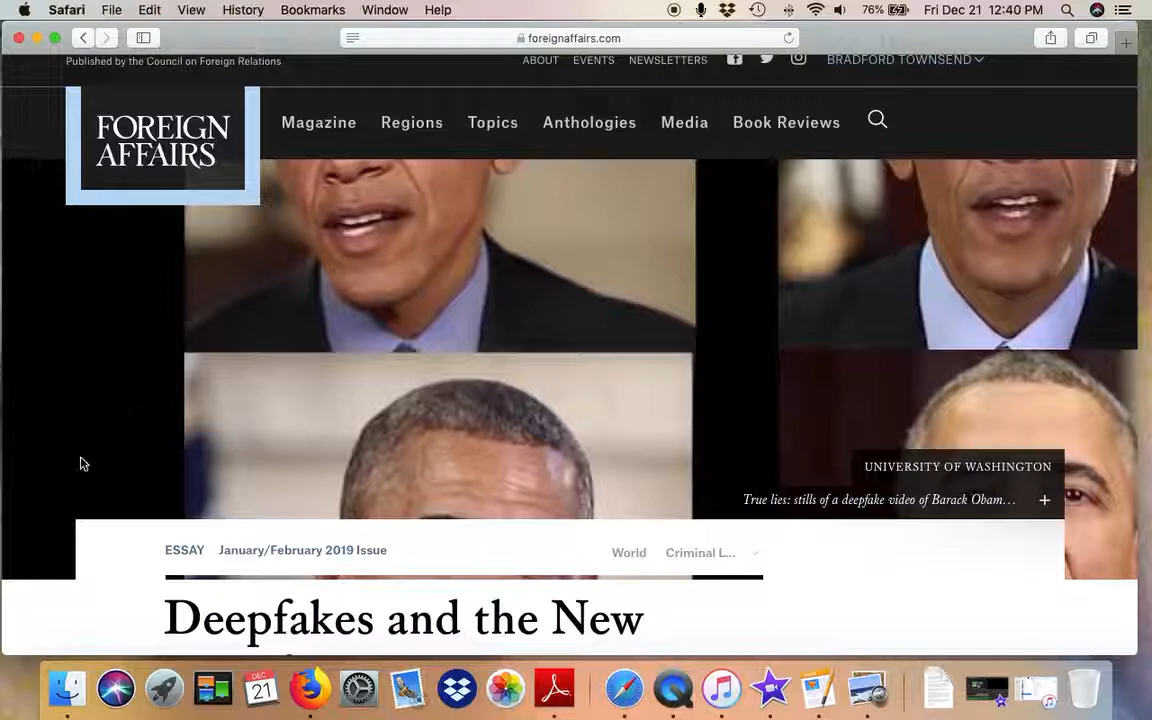 Safari File Edit View History Bookmarks Window Help 76% Fri Dec 21 12:40 PM
foreignaffairs.com
Published by the Council on Foreign Relations ABOUT EVENTS NEWSLETTERS BRADFORD TOWNSEND
FOREIGN
AFFAIRS
Magazine Regions Topics Anthologies Media Book Reviews
UNIVERSITY OF WASHINGTON
True lies: stills of a deepfake video of Barack Obam... +
ESSAY January/February 2019 Issue World Criminal L...
Deepfakes and the New
DEC
21